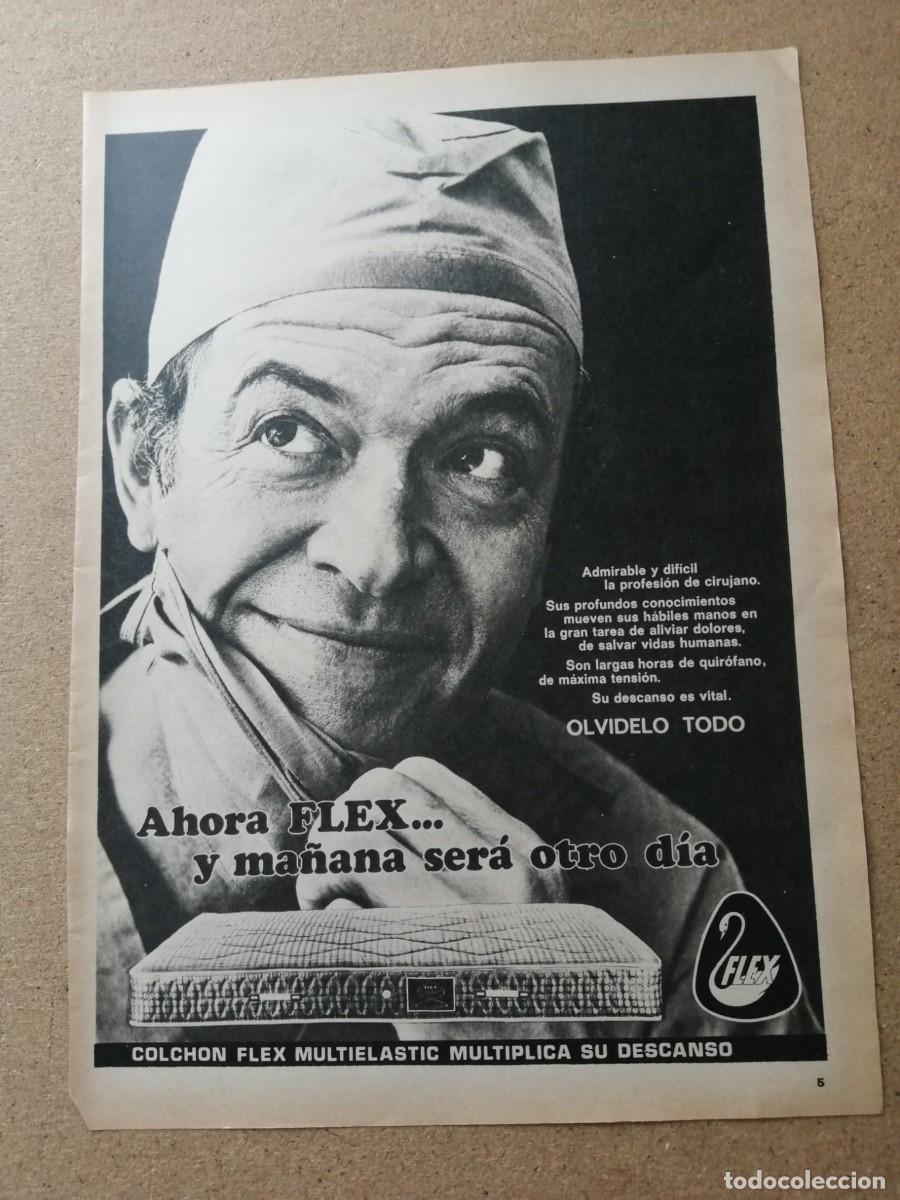 Admirable y difícil
la profesión de cirujano.
Sus profundos conocimientos
mueven sus hábiles manos en
la gran tarea de aliviar dolores,
de salvar vidas humanas.
Son largas horas de quirófano,
de máxima tensión.
Su descanso es vital.
OLVIDELO TODO
Ahora FLEX...
y mañana será otro día
FLEX
FLEX
COLCHON FLEX MULTIELASTIC MULTIPLICA SU DESCANSO
5
todocoleccion